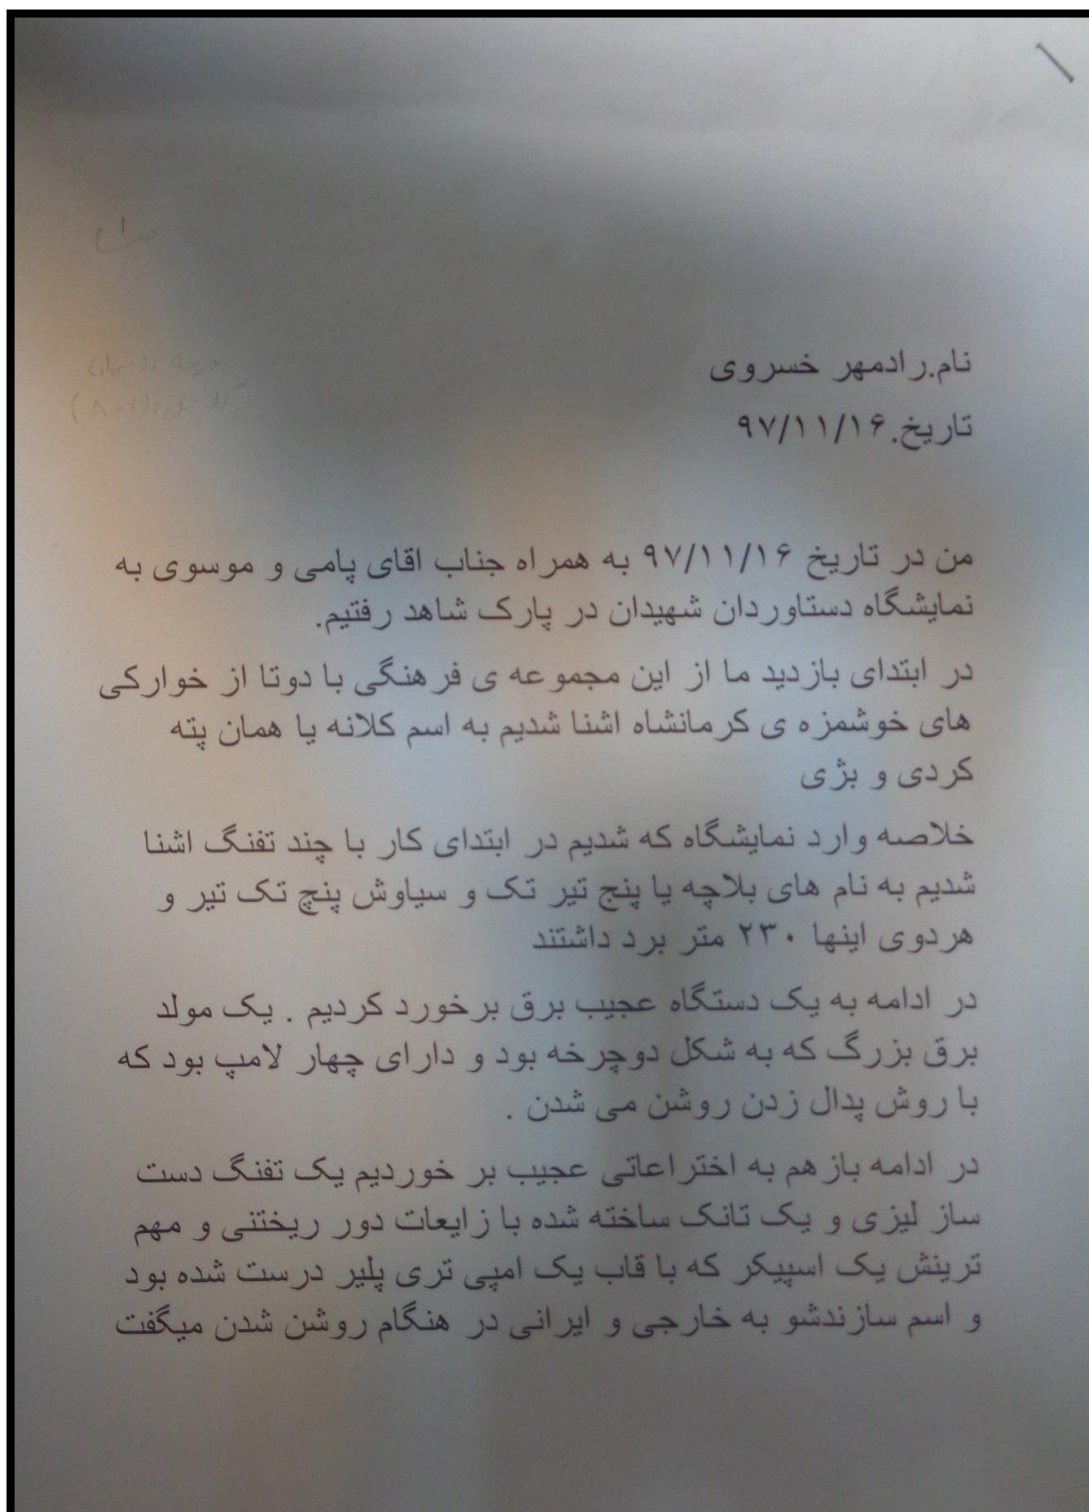 نام.رادمهر خسروی
تاریخ.۹۷/۱۱/۱۶
من در تاریخ ۹۷/۱۱/۱۶ به همراه جناب اقای پامی و موسوی به
نمایشگاه دستاوردان شهیدان در پارک شاهد رفتیم.
در ابتدای بازدید ما از این مجموعه ی فرهنگی با دوتا از خوارکی
های خوشمزه ی کرمانشاه اشنا شدیم به اسم کلانه یا همان پته
کردی و بژی
خلاصه وارد نمایشگاه که شدیم در ابتدای کار با چند تفنگ اشنا
شدیم به نام های بلاچه یا پنج تیر تک و سیاوش پنچ تک تیر و
هردوی اینها ۲۳۰ متر برد داشتند
در ادامه به یک دستگاه عجیب برق برخورد کردیم . یک مولد
برق بزرگ که به شکل دوچرخه بود و دارای چهار لامپ بود که
با روش پدال زدن روشن می شدن .
در ادامه بازهم به اختراعاتی عجیب بر خوردیم یک تفنگ دست
ساز لیزی و یک تانک ساخته شده با زایعات دور ریختنی و مهم
ترینش یک اسپیکر که با قاب یک امپی تری پلیر درست شده بود
و اسم سازندشو به خارجی و ایرانی در هنگام روشن شدن میگفت